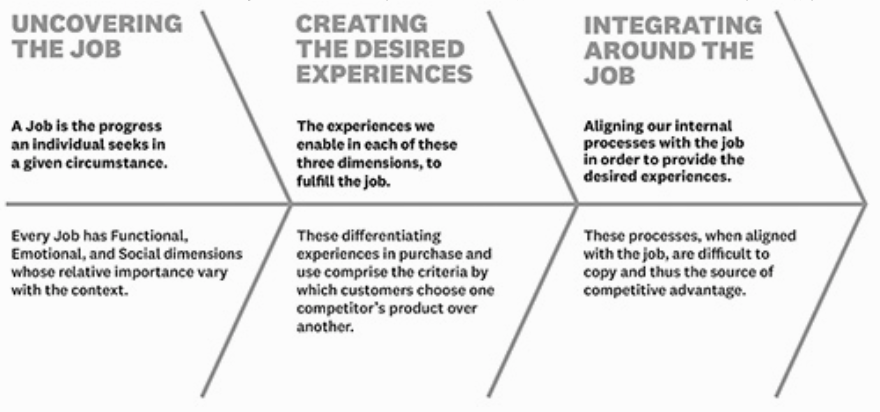 UNCOVERING
THE JOB
A Job is the progress
an individual seeks in
a given circumstance.
Every Job has Functional,
Emotional, and Social dimensions
whose relative importance vary
with the context.
CREATING
THE DESIRED
EXPERIENCES
The experiences we
enable in each of these
three dimensions, to
fulfill the job.
These differentiating
experiences in purchase and
use comprise the criteria by
which customers choose one
competitor's product over
another.
INTEGRATING
AROUND THE
JOB
Aligning our internal
processes with the job
in order to provide the
desired experiences.
These processes, when aligned
with the job, are difficult to
copy and thus the source of
competitive advantage.